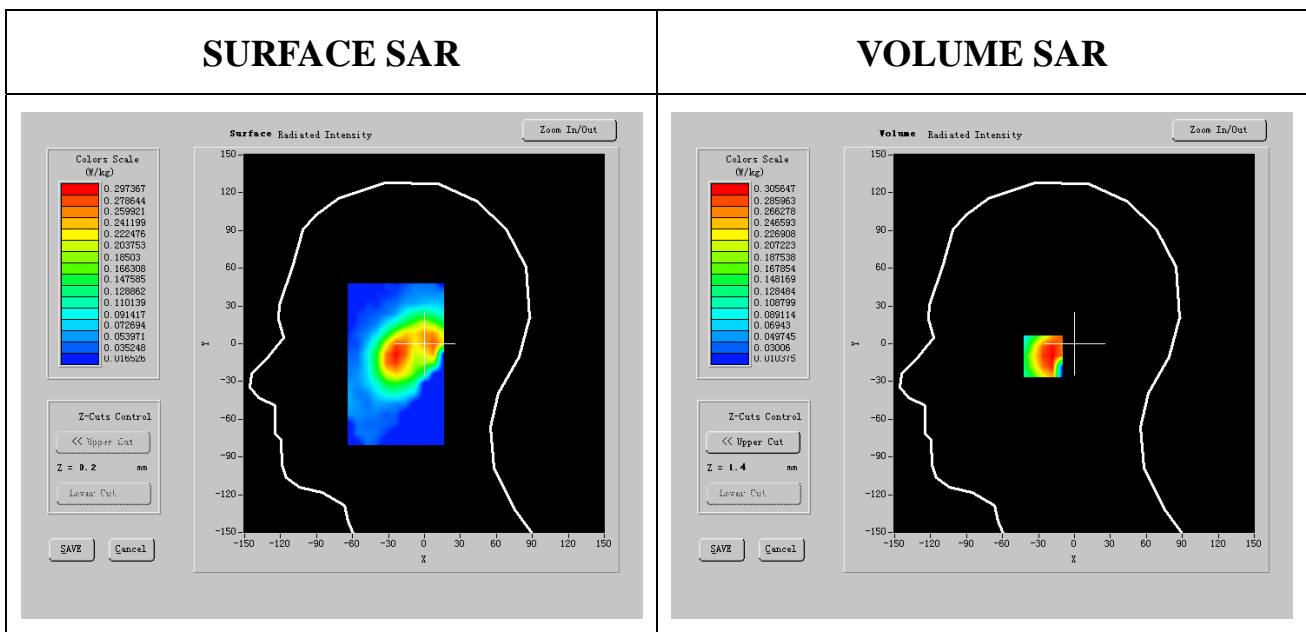 SURFACE SAR
VOLUME SAR
Surface Radiated Intensity
Zoom In/Out
Colors Scale
(W/kg)
0.297367
0.278644
0.259921
0.241199
0.222476
0.203753
0.18503
0.166308
0.147585
0.128862
0.110139
0.091417
0.072694
0.053971
0.035248
0.016526
Z-Cuts Control
<< Upper Cut
Z = 0.2 mm
Lower Cut
SAVE
Cancel
150
120
90
60
30
0
-30
-60
-90
-120
-150
Y
-150 -120 -90 -60 -30 0 30 60 90 120 150
X
Volume Radiated Intensity
Zoom In/Out
Colors Scale
(W/kg)
0.305647
0.285963
0.266278
0.246593
0.226908
0.207223
0.187538
0.167854
0.148169
0.128484
0.108799
0.089114
0.06943
0.049745
0.03006
0.010375
Z-Cuts Control
<< Upper Cut
Z = 1.4 mm
Lower Cut
SAVE
Cancel
150
120
90
60
30
0
-30
-60
-90
-120
-150
Y
-150 -120 -90 -60 -30 0 30 60 90 120 150
X